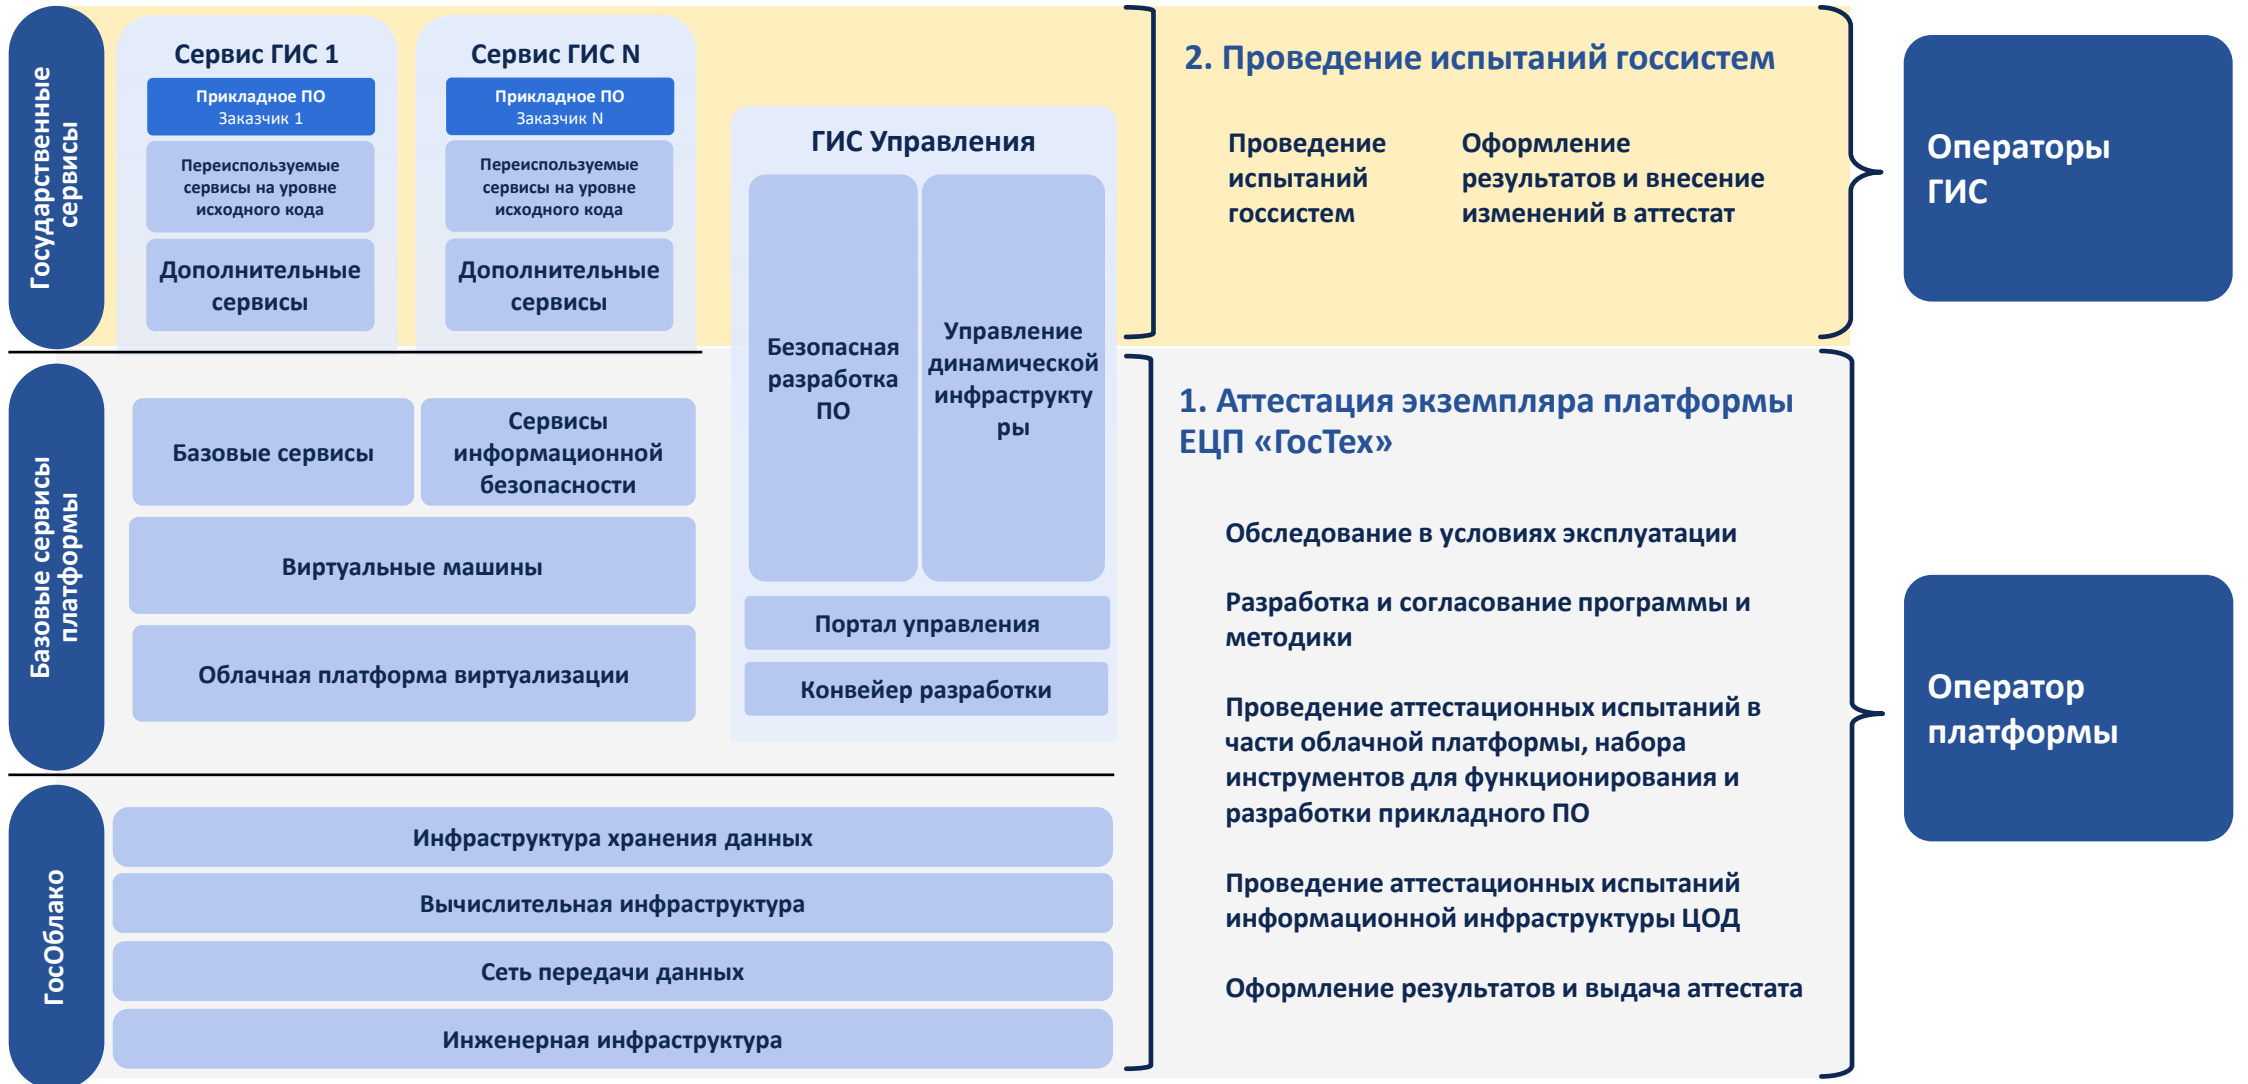 Государственные
сервисы
Сервис ГИС 1
Прикладное ПО
Заказчик 1
Переиспользуемые
сервисы на уровне
исходного кода
Дополнительные
сервисы
Сервис ГИС N
Прикладное ПО
Заказчик N
Переиспользуемые
сервисы на уровне
исходного кода
Дополнительные
сервисы
ГИС Управления
Безопасная
разработка
ПО
Управление
динамической
инфраструкту
ры
Портал управления
Конвейер разработки
2. Проведение испытаний госсистем
Проведение
испытаний
госсистем
Оформление
результатов и внесение
изменений в аттестат
Операторы
ГИС
Базовые сервисы
платформы
Базовые сервисы
Сервисы
информационной
безопасности
Виртуальные машины
Облачная платформа виртуализации
1. Аттестация экземпляра платформы
ЕЦП «ГосТех»
Обследование в условиях эксплуатации
Разработка и согласование программы и
методики
Проведение аттестационных испытаний в
части облачной платформы, набора
инструментов для функционирования и
разработки прикладного ПО
Проведение аттестационных испытаний
информационной инфраструктуры ЦОД
Оформление результатов и выдача аттестата
Оператор
платформы
ГосОблако
Инфраструктура хранения данных
Вычислительная инфраструктура
Сеть передачи данных
Инженерная инфраструктура